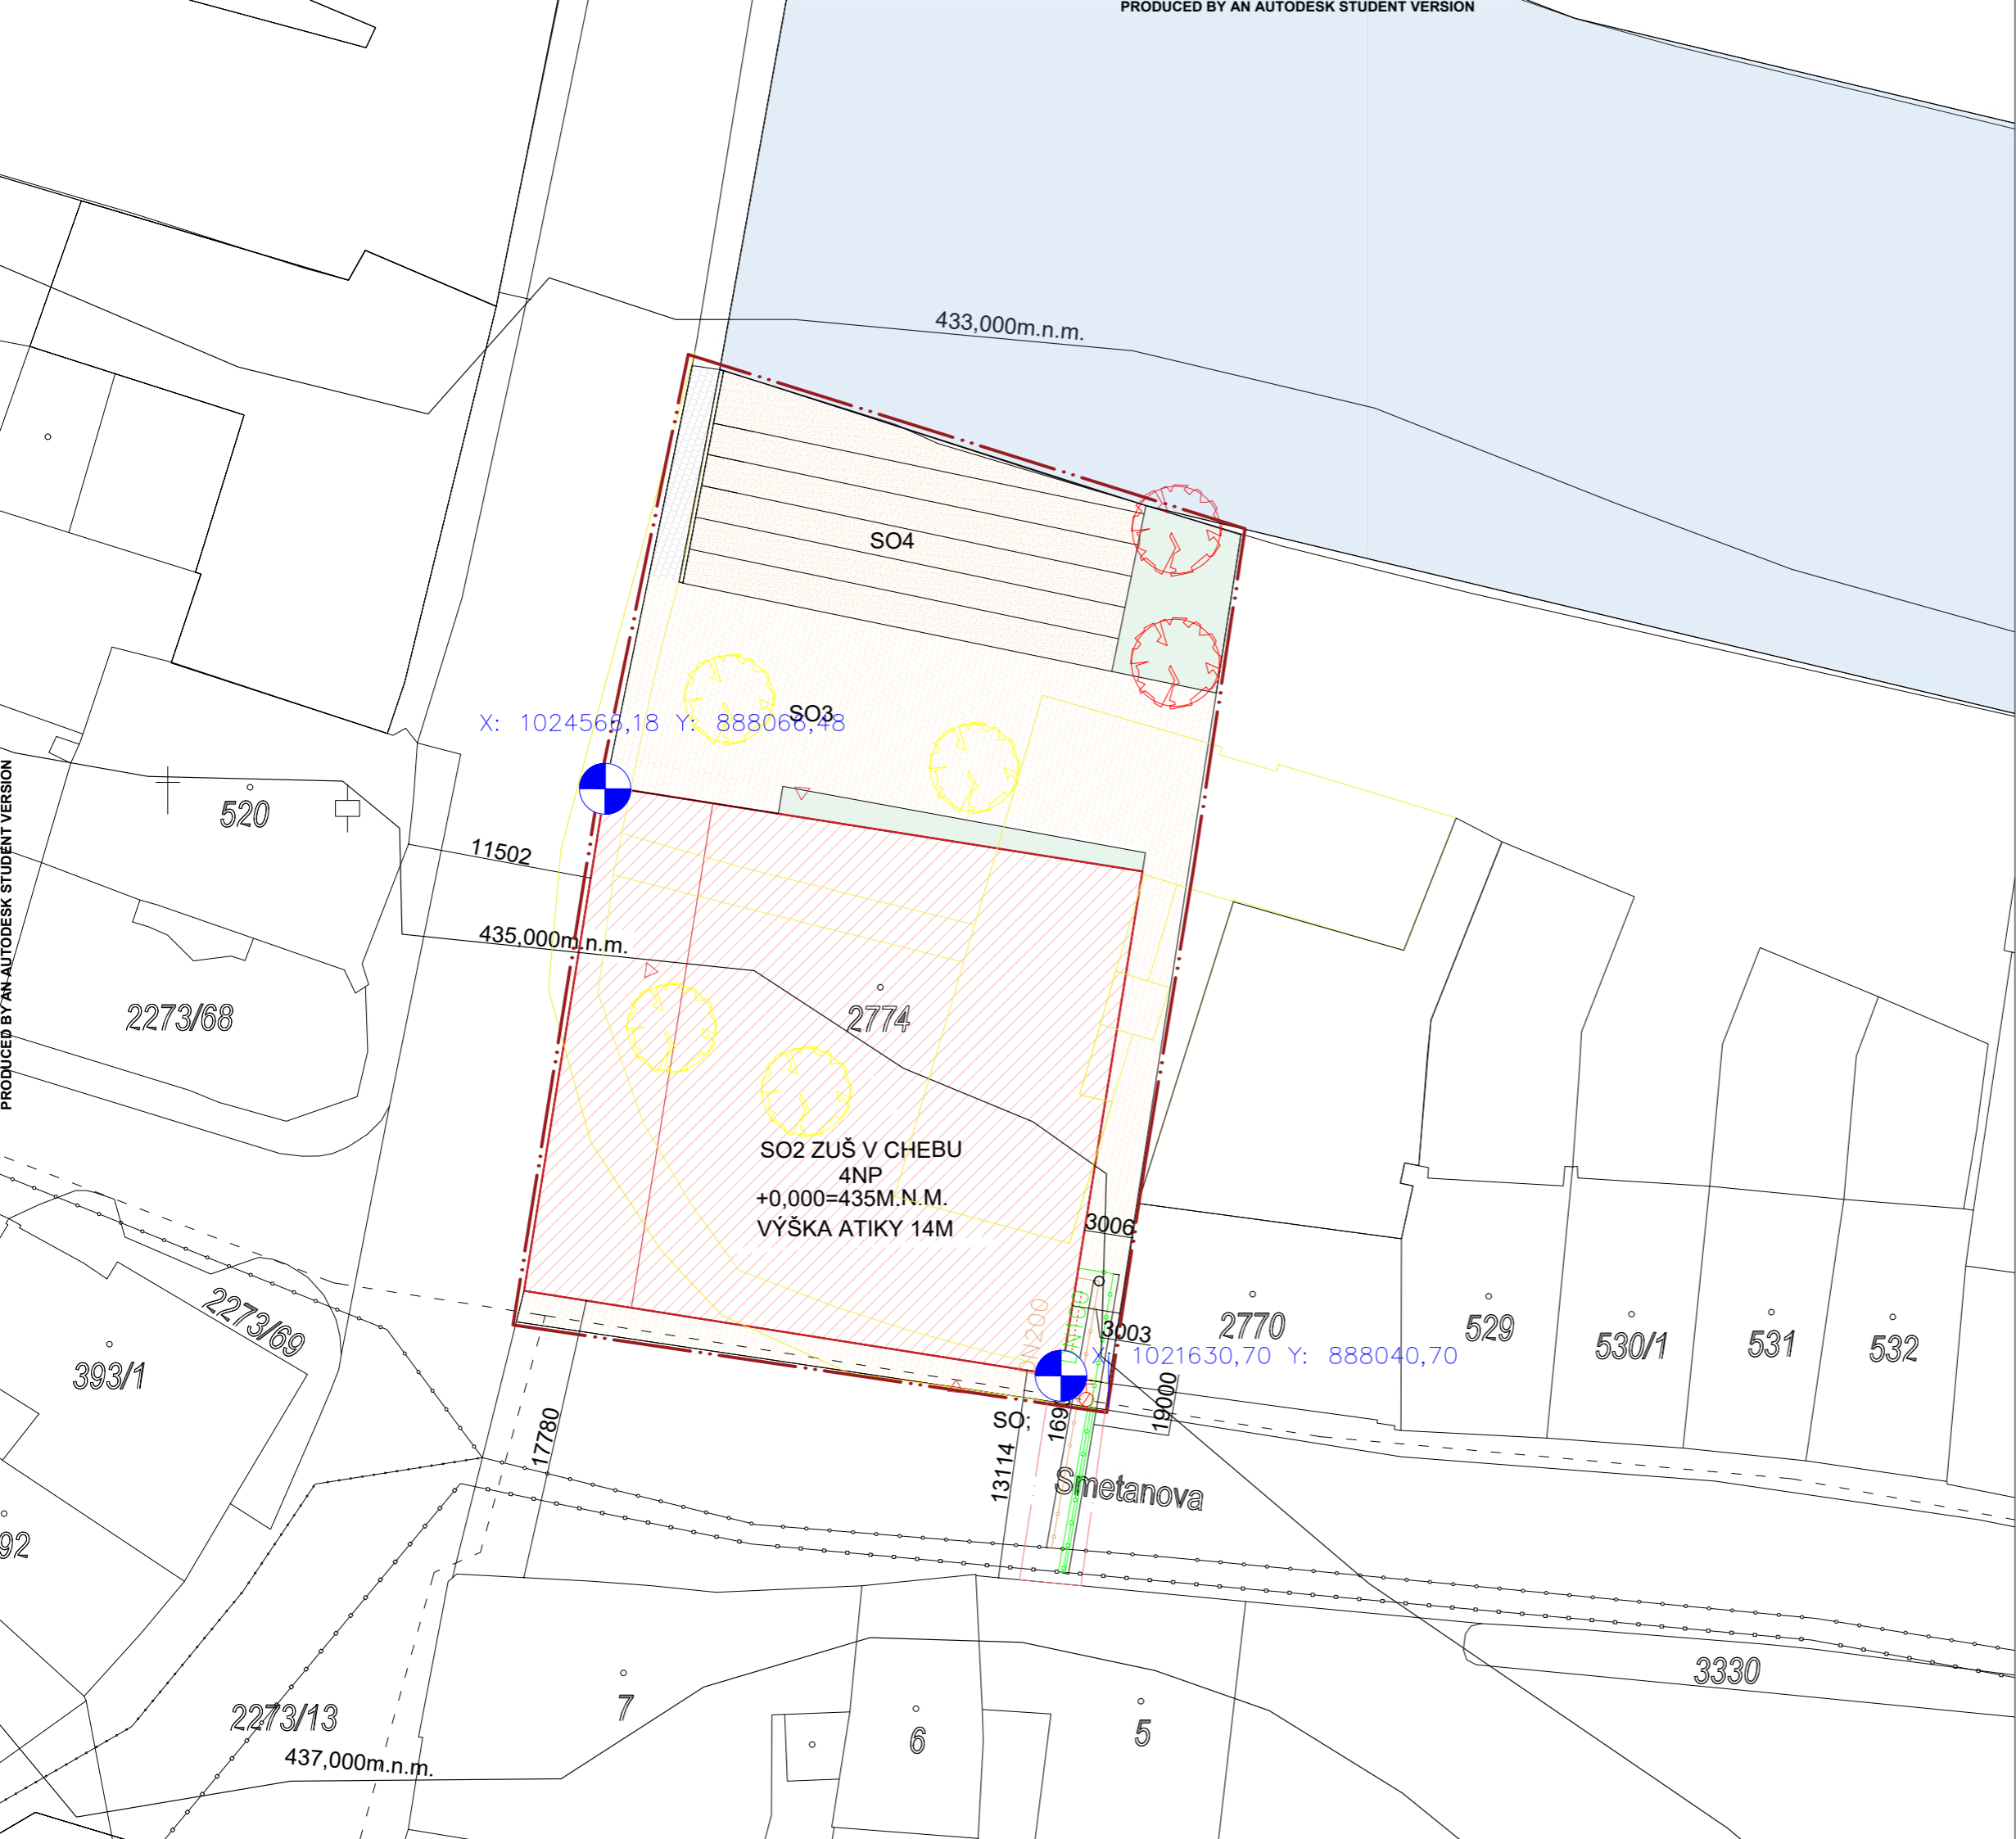 PRODUCED BY AN AUTODESK STUDENT VERSION
433,000m.n.m.
SO4
SO3
X: 1024566,18 Y: 888066,48
PRODUCED BY AN AUTODESK STUDENT VERSION
520
11502
435,000m.n.m.
2273/68
2774
SO2 ZUŠ V CHEBU
4NP
+0,000=435M.N.M.
VÝŠKA ATIKY 14M
3006
2273/69
DN200
DN100
3003
2770
529
530/1
531
532
393/1
X: 1021630,70 Y: 888040,70
17780
SO;
169
19000
13114
Smetanova
92
3330
2273/13
7
6
5
437,000m.n.m.